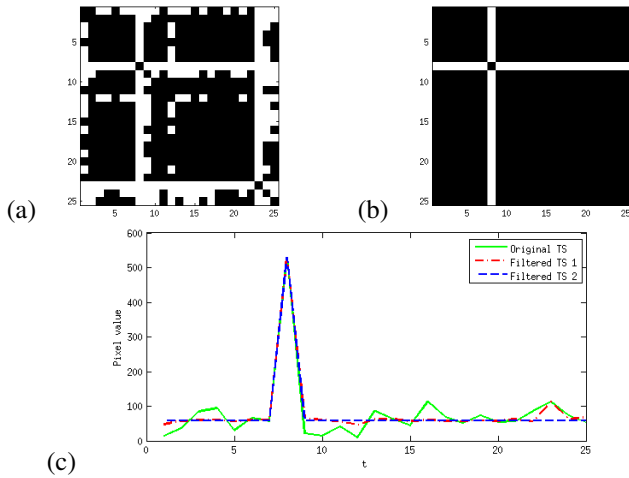 5
10
15
20
25
5 10 15 20 25
(a)
5
10
15
20
25
5 10 15 20 25
(b)
600
500
400
300
200
100
0
Pixel value
0 5 10 15 20 25
t
Original TS
Filtered TS 1
Filtered TS 2
(c)